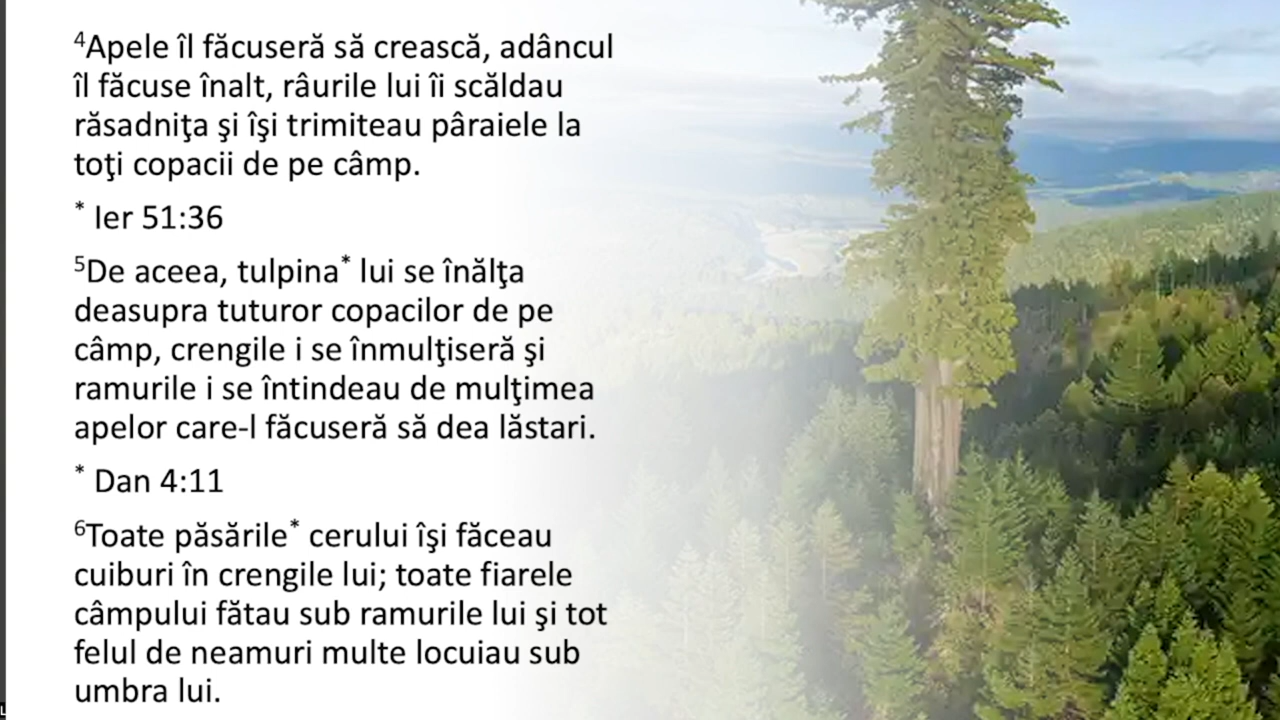 ⁴Apele îl făcuseră să crească, adâncul
îl făcuse înalt, râurile lui îi scăldau
răsadniţa şi îşi trimiteau pâraiele la
toţi copacii de pe câmp.
* Ier 51:36
⁵De aceea, tulpina* lui se înălţa
deasupra tuturor copacilor de pe
câmp, crengile i se înmulţiseră şi
ramurile i se întindeau de mulţimea
apelor care-l făcuseră să dea lăstari.
* Dan 4:11
⁶Toate păsările* cerului îşi făceau
cuiburi în crengile lui; toate fiarele
câmpului fătau sub ramurile lui şi tot
felul de neamuri multe locuiau sub
umbra lui.